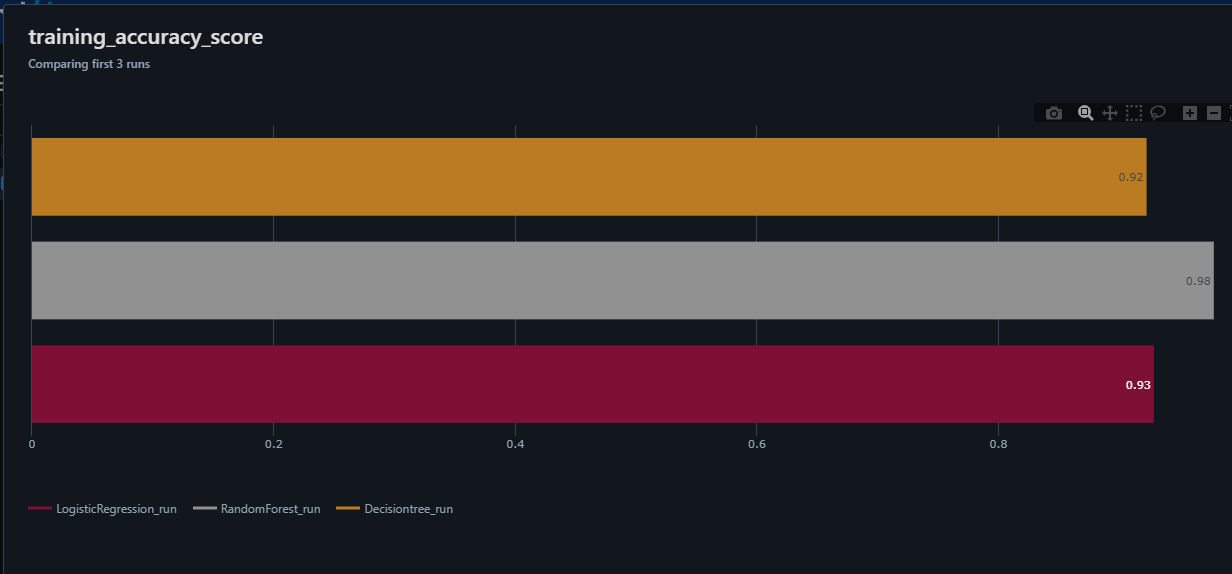 training_accuracy_score
Comparing first 3 runs
0.92
0.98
0.93
0 0.2 0.4 0.6 0.8
LogisticRegression_run RandomForest_run Decisiontree_run